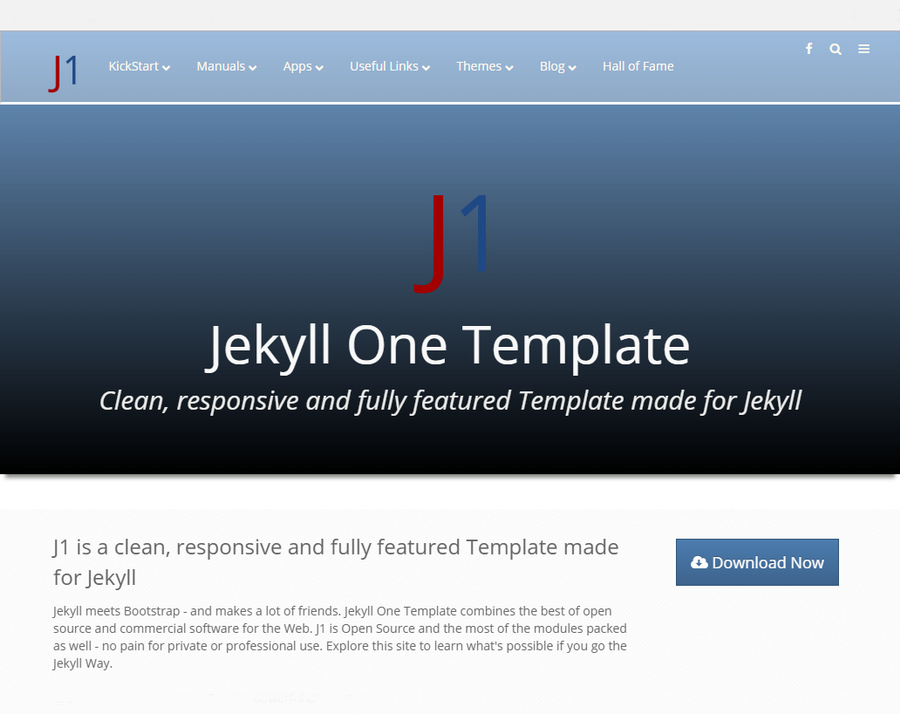 J1 KickStart Manuals Apps Useful Links Themes Blog Hall of Fame
J1
Jekyll One Template
Clean, responsive and fully featured Template made for Jekyll
J1 is a clean, responsive and fully featured Template made
for Jekyll
Download Now
Jekyll meets Bootstrap - and makes a lot of friends. Jekyll One Template combines the best of open
source and commercial software for the Web. J1 is Open Source and the most of the modules packed
as well - no pain for private or professional use. Explore this site to learn what's possible if you go the
Jekyll Way.